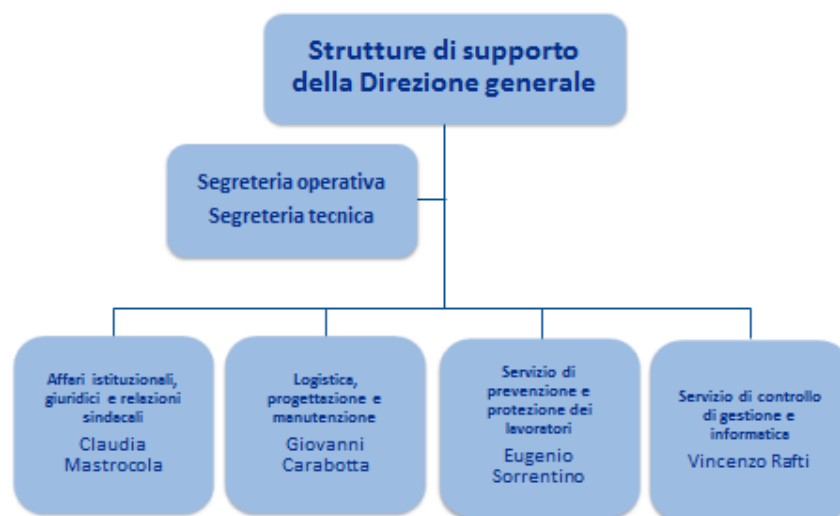 Strutture di supporto
della Direzione generale
Segreteria operativa
Segreteria tecnica
Affari istituzionali,
giuridici e relazioni
sindacali
Claudia
Mastrocola
Logistica,
progettazione e
manutenzione
Giovanni
Carabotta
Servizio di
prevenzione e
protezione dei
lavoratori
Eugenio
Sorrentino
Servizio di controllo
di gestione e
informatica
Vincenzo Rafti